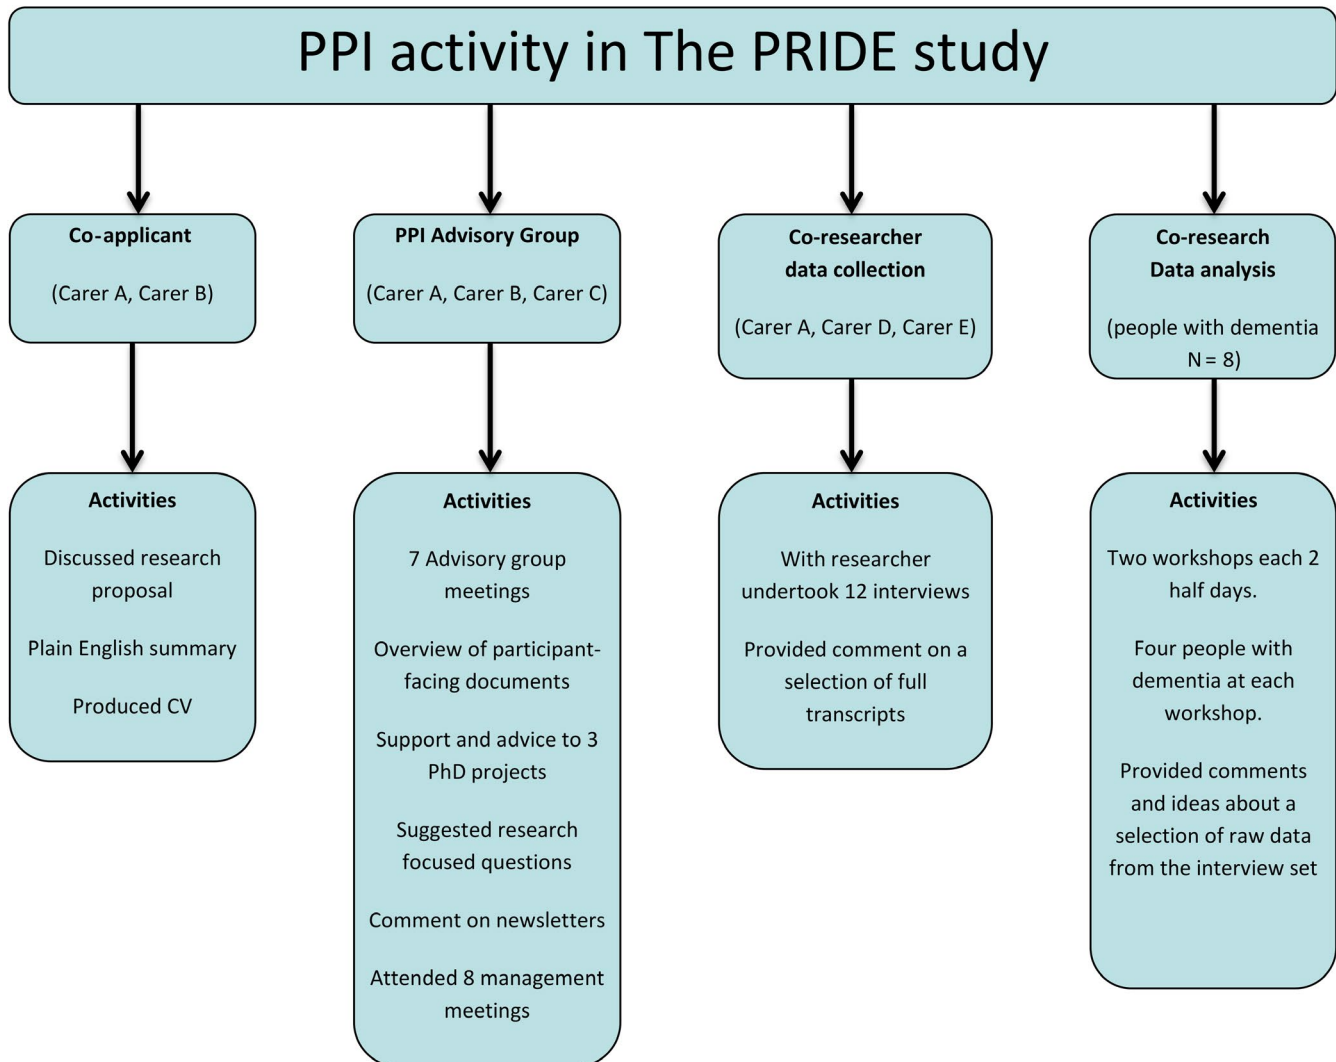 PPI activity in The PRIDE study
Co-applicant
(Carer A, Carer B)
PPI Advisory Group
(Carer A, Carer B, Carer C)
Co-researcher
data collection
(Carer A, Carer D, Carer E)
Co-research
Data analysis
(people with dementia
N = 8)
Activities
Discussed research
proposal
Plain English summary
Produced CV
Activities
7 Advisory group
meetings
Overview of participant-
facing documents
Support and advice to 3
PhD projects
Suggested research
focused questions
Comment on newsletters
Attended 8 management
meetings
Activities
With researcher
undertook 12 interviews
Provided comment on a
selection of full
transcripts
Activities
Two workshops each 2
half days.
Four people with
dementia at each
workshop.
Provided comments
and ideas about a
selection of raw data
from the interview set